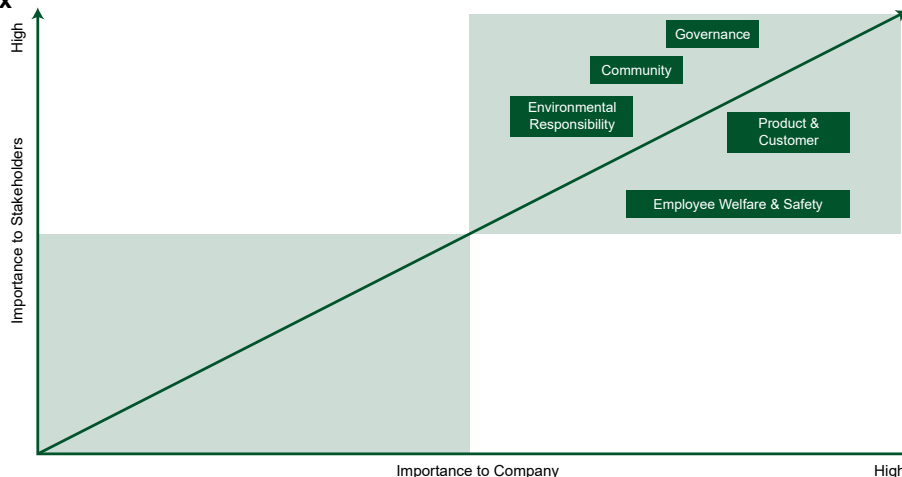 x
High
Governance
Community
Environmental
Responsibility
Product &
Customer
Importance to Stakeholders
Employee Welfare & Safety
Importance to Company
High